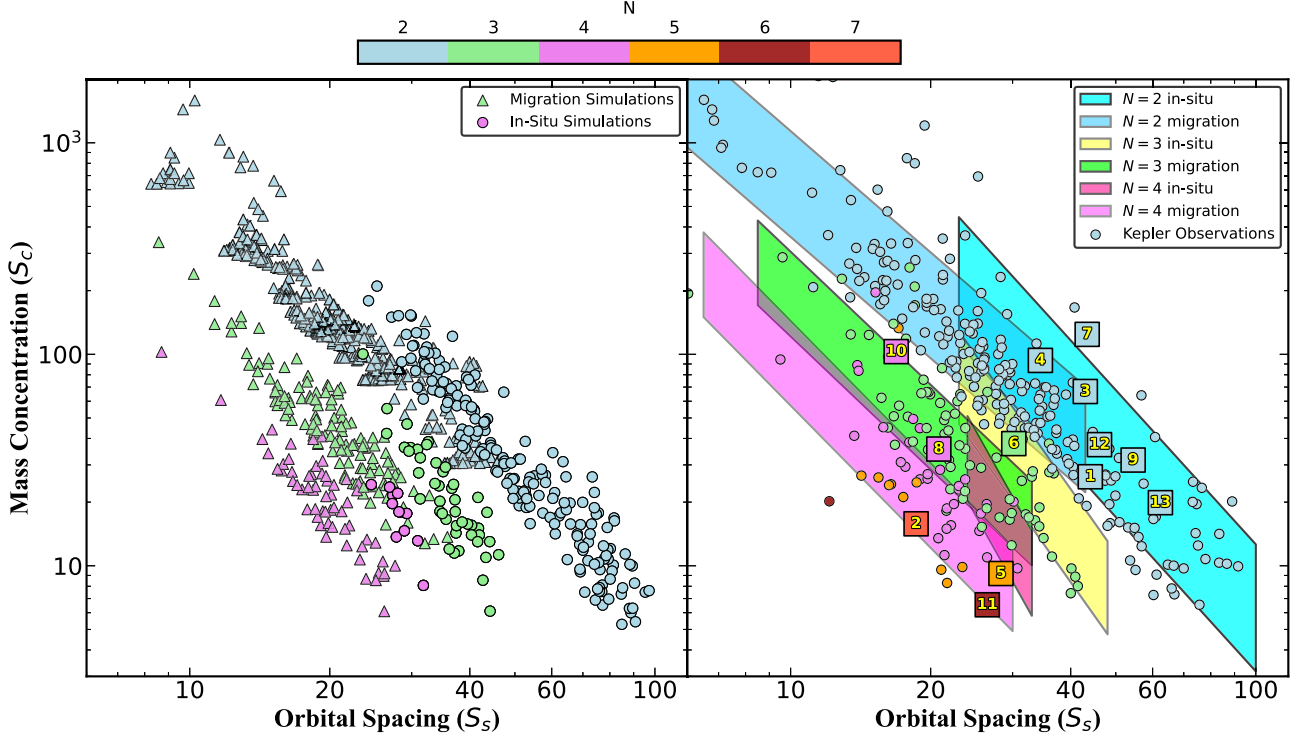 N
2 3 4 5 6 7
Migration Simulations
In-Situ Simulations
N = 2 in-situ
N = 2 migration
N = 3 in-situ
N = 3 migration
N = 4 in-situ
N = 4 migration
Kepler Observations
10³
100
10
Mass Concentration (S_c)
10 20 40 60 100
Orbital Spacing (S_s)
7
4
10
3
6 12
8
9
1
13
2
5
11
10 20 40 60 100
Orbital Spacing (S_s)